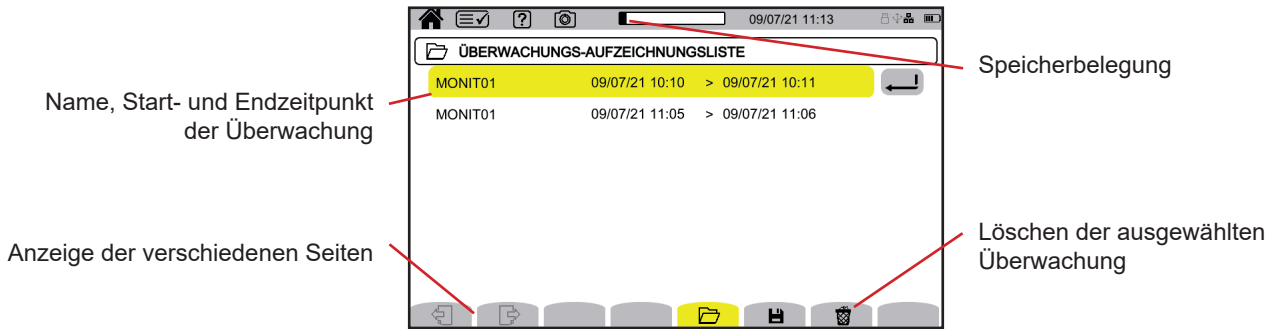 09/07/21 11:13
ÜBERWACHUNGS-AUFZEICHNUNGSLISTE
MONIT01 09/07/21 10:10 > 09/07/21 10:11
MONIT01 09/07/21 11:05 > 09/07/21 11:06
Name, Start- und Endzeitpunkt
der Überwachung
Anzeige der verschiedenen Seiten
Speicherbelegung
Löschen der ausgewählten
Überwachung